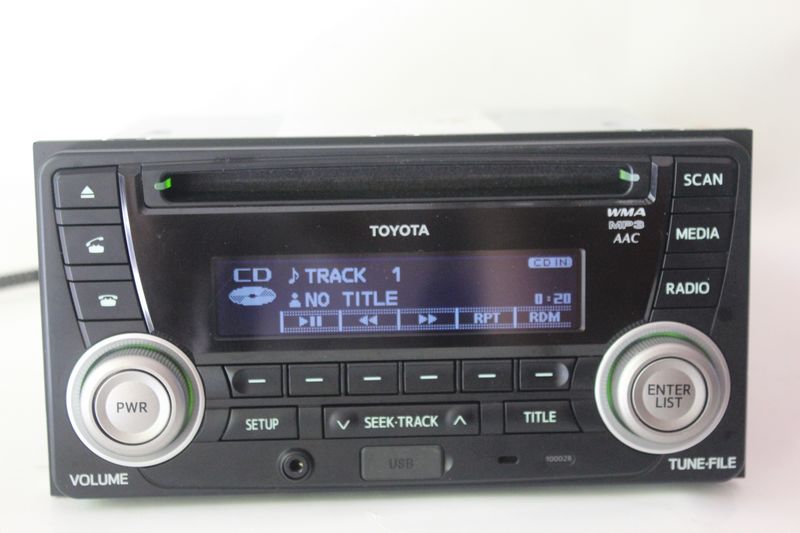 SCAN
TOYOTA
WMA
MP3
AAC
MEDIA
CD IN
CD TRACK 1
NO TITLE 0:20
RPT RDM
RADIO
PWR
ENTER
LIST
SETUP
SEEK·TRACK
TITLE
VOLUME
USB
100028
TUNE·FILE